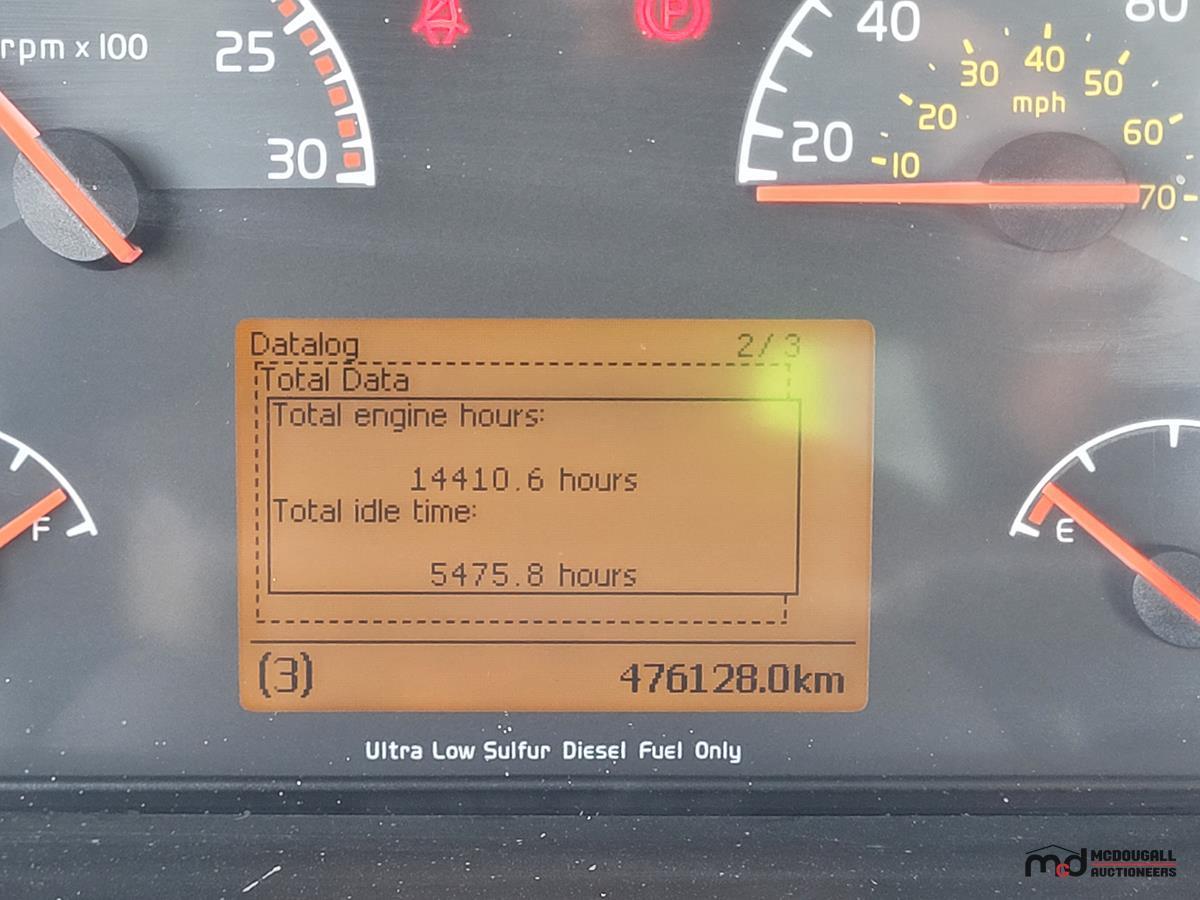 rpm x 100
25
30
P
40
80
20
10
20
30
40
50
60
70
mph
Datalog 2/3
Total Data
Total engine hours:
14410.6 hours
Total idle time:
5475.8 hours
(3) 476128.0km
F
E
Ultra Low Sulfur Diesel Fuel Only
mcd MCDOUGALL
AUCTIONEERS